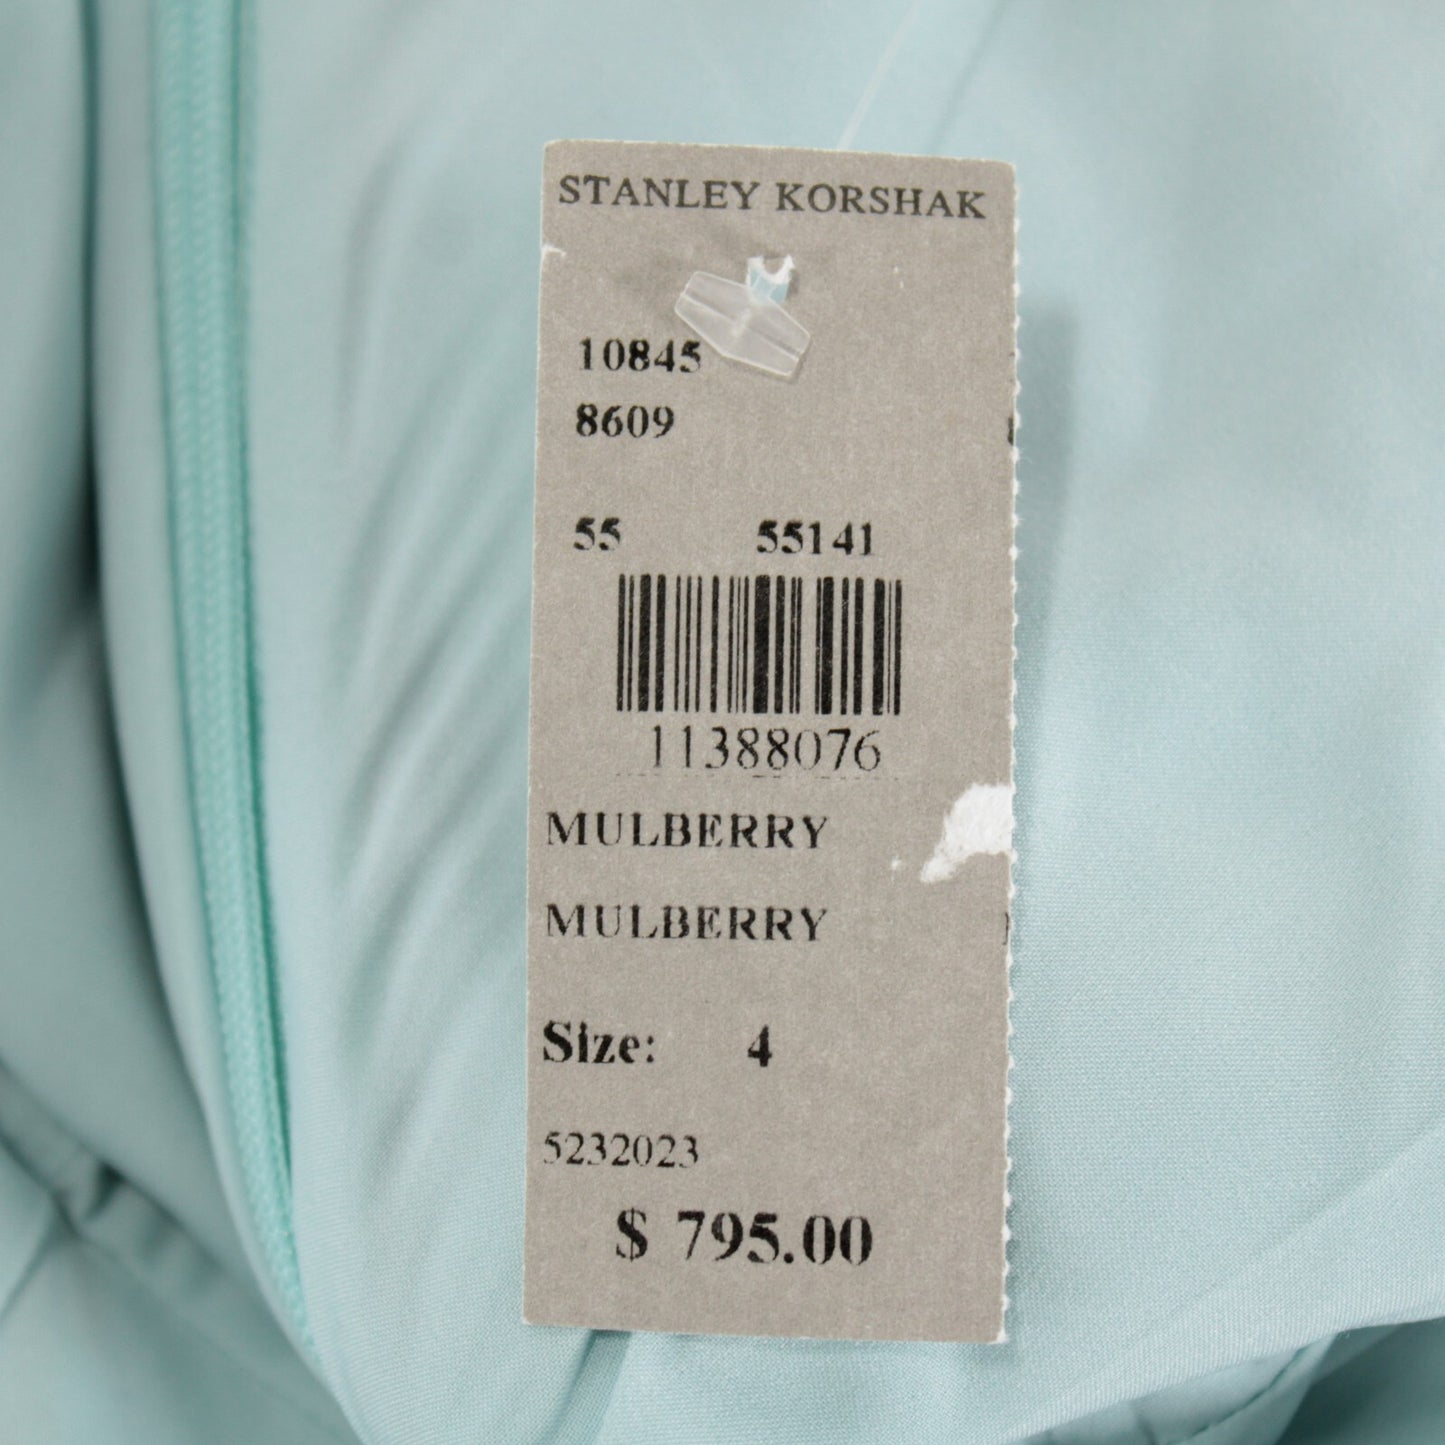 STANLEY KORSHAK
10845
8609
55 55141
11388076
MULBERRY
MULBERRY
Size: 4
5232023
$ 795.00